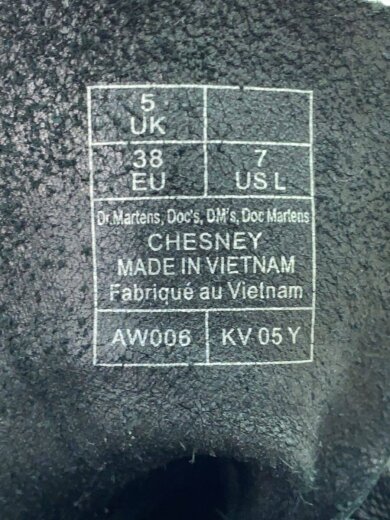 5
UK
38
EU
7
US L
Dr.Martens, Doc's, DM's, Doc Martens
CHESNEY
MADE IN VIETNAM
Fabriqué au Vietnam
AW006
KV 05 Y